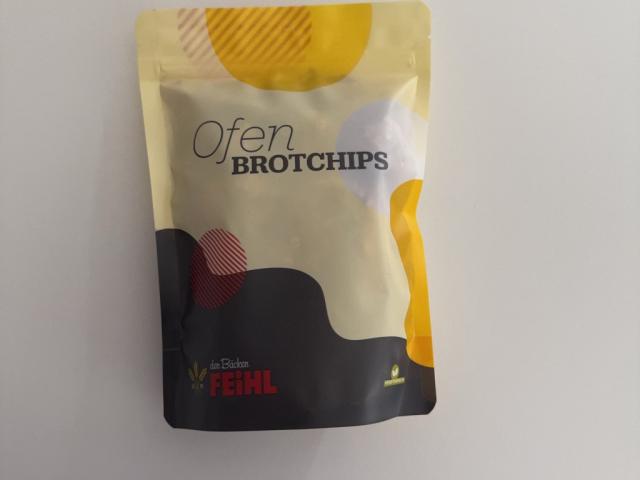 Ofen
BROTCHIPS
der Bäcker
FEiHL